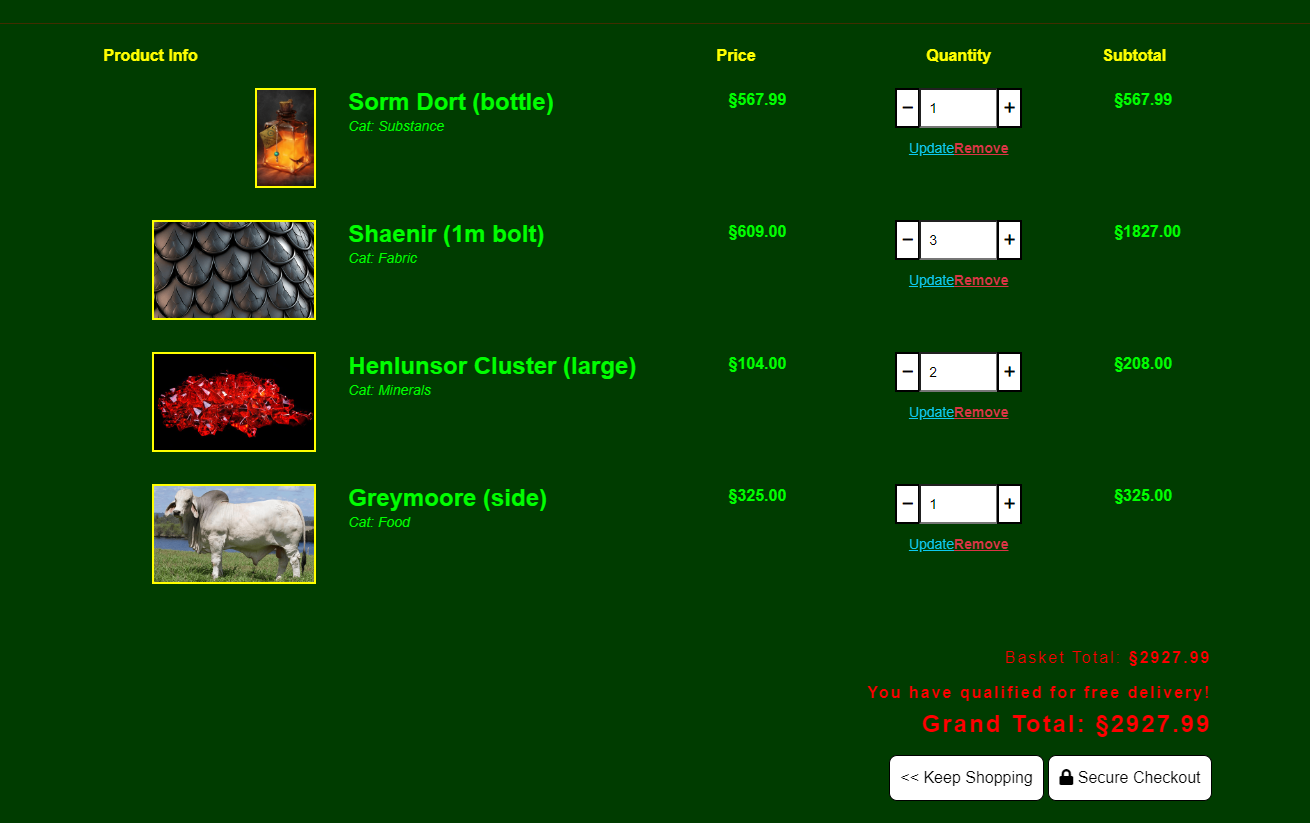 Product Info Price Quantity Subtotal
Sorm Dort (bottle) §567.99 − 1 + §567.99
Cat: Substance
UpdateRemove
Shaenir (1m bolt) §609.00 − 3 + §1827.00
Cat: Fabric
UpdateRemove
Henlunsor Cluster (large) §104.00 − 2 + §208.00
Cat: Minerals
UpdateRemove
Greymoore (side) §325.00 − 1 + §325.00
Cat: Food
UpdateRemove
Basket Total: §2927.99
You have qualified for free delivery!
Grand Total: §2927.99
<< Keep Shopping Secure Checkout